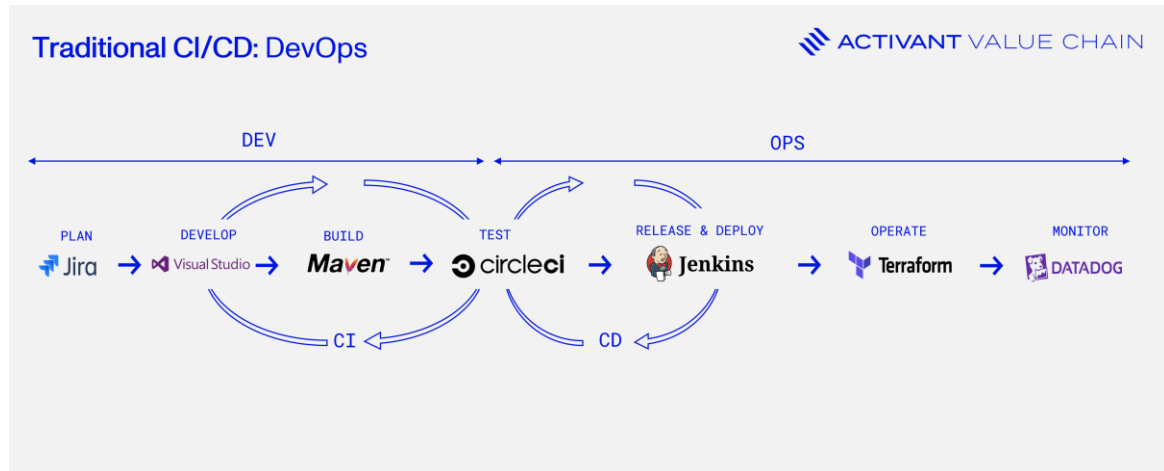 Traditional CI/CD: DevOps
ACTIVANT VALUE CHAIN
DEV
OPS
PLAN
DEVELOP
BUILD
TEST
RELEASE & DEPLOY
OPERATE
MONITOR
Jira
Visual Studio
Maven™
circleci
Jenkins
Terraform
DATADOG
CI
CD